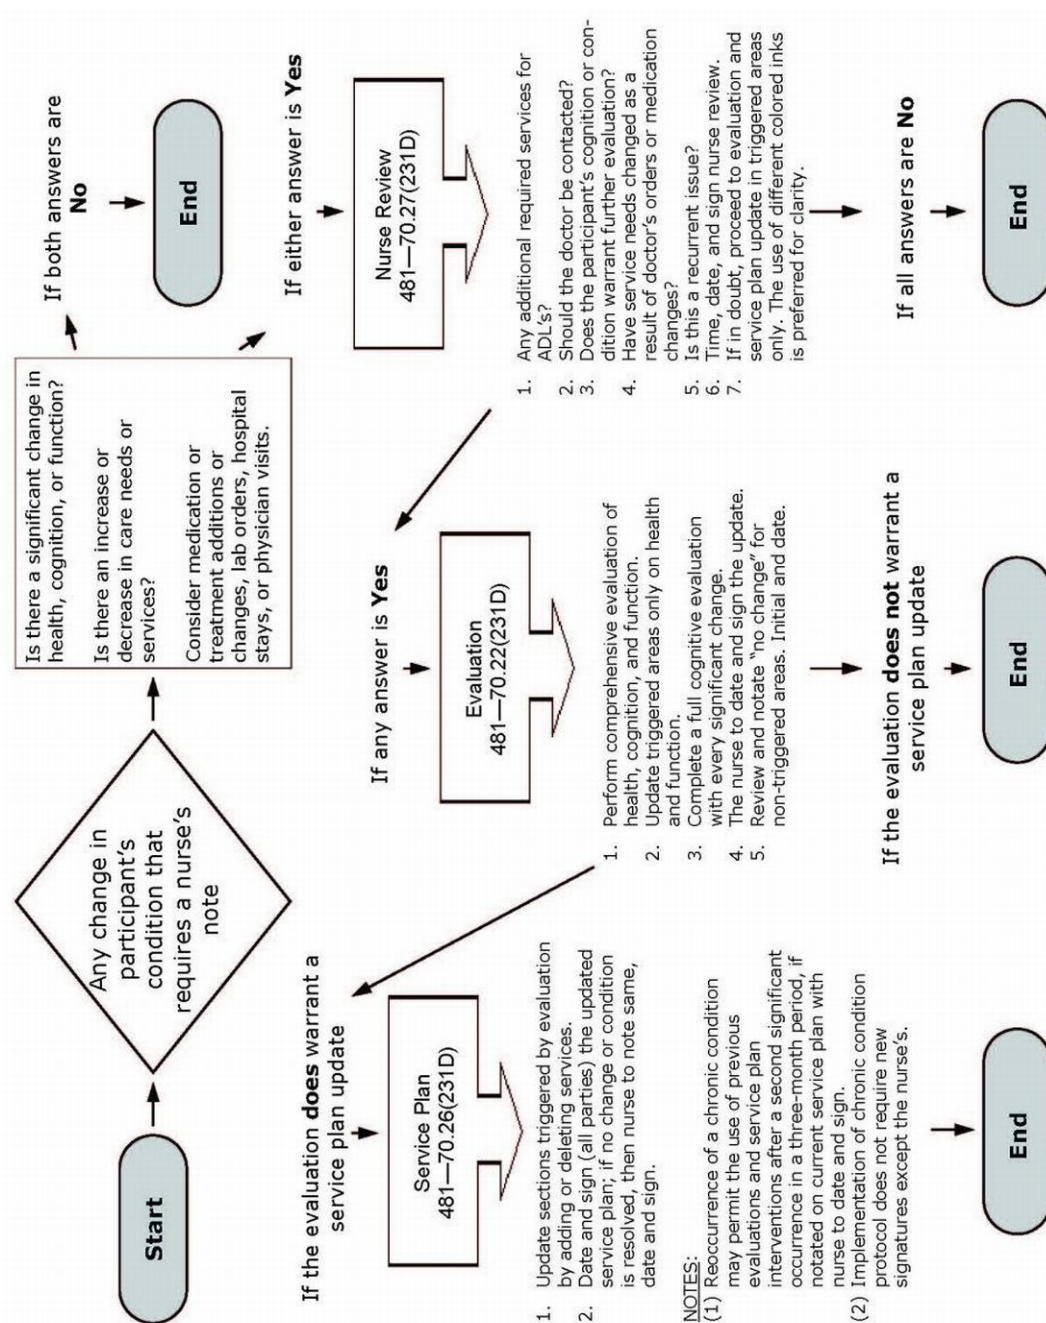 Start
Any change in
participant's
condition that
requires a nurse's
note
Is there a significant change in
health, cognition, or function?
Is there an increase or
decrease in care needs or
services?
Consider medication or
treatment additions or
changes, lab orders, hospital
stays, or physician visits.
If both answers are
No
End
If either answer is Yes
Nurse Review
481—70.27(231D)
1. Any additional required services for
ADL's?
2. Should the doctor be contacted?
3. Does the participant's cognition or con-
dition warrant further evaluation?
4. Have service needs changed as a
result of doctor's orders or medication
changes?
5. Is this a recurrent issue?
6. Time, date, and sign nurse review.
7. If in doubt, proceed to evaluation and
service plan update in triggered areas
only. The use of different colored inks
is preferred for clarity.
If all answers are No
End
If any answer is Yes
Evaluation
481—70.22(231D)
1. Perform comprehensive evaluation of
health, cognition, and function.
2. Update triggered areas only on health
and function.
3. Complete a full cognitive evaluation
with every significant change.
4. The nurse to date and sign the update.
5. Review and notate "no change" for
non-triggered areas. Initial and date.
If the evaluation does not warrant a
service plan update
End
If the evaluation does warrant a
service plan update
Service Plan
481—70.26(231D)
1. Update sections triggered by evaluation
by adding or deleting services.
2. Date and sign (all parties) the updated
service plan; if no change or condition
is resolved, then nurse to note same,
date and sign.
NOTES:
(1) Reoccurrence of a chronic condition
may permit the use of previous
evaluations and service plan
interventions after a second significant
occurrence in a three-month period, if
notated on current service plan with
nurse to date and sign.
(2) Implementation of chronic condition
protocol does not require new
signatures except the nurse's.
End